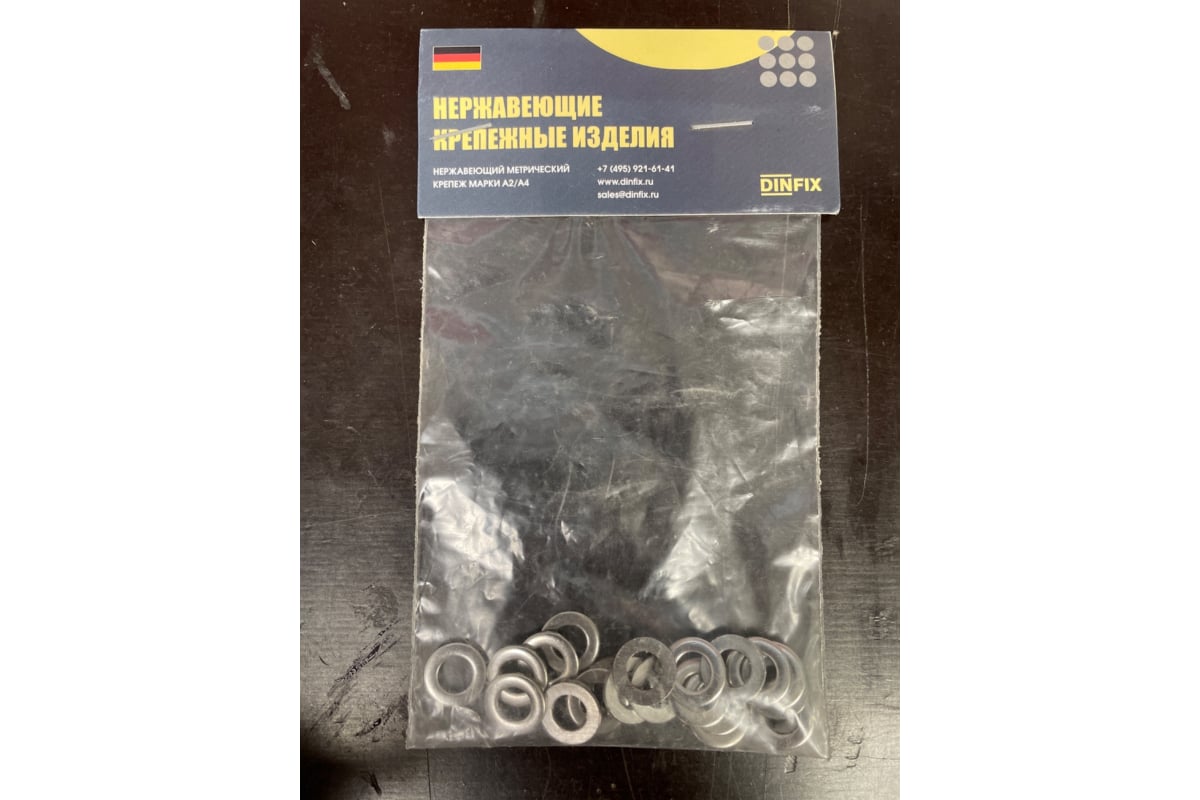 НЕРЖАВЕЮЩИЕ
КРЕПЕЖНЫЕ ИЗДЕЛИЯ
НЕРЖАВЕЮЩИЙ МЕТРИЧЕСКИЙ
КРЕПЕЖ МАРКИ А2/А4
+7 (495) 921-61-41
www.dinfix.ru
sales@dinfix.ru
DINFIX